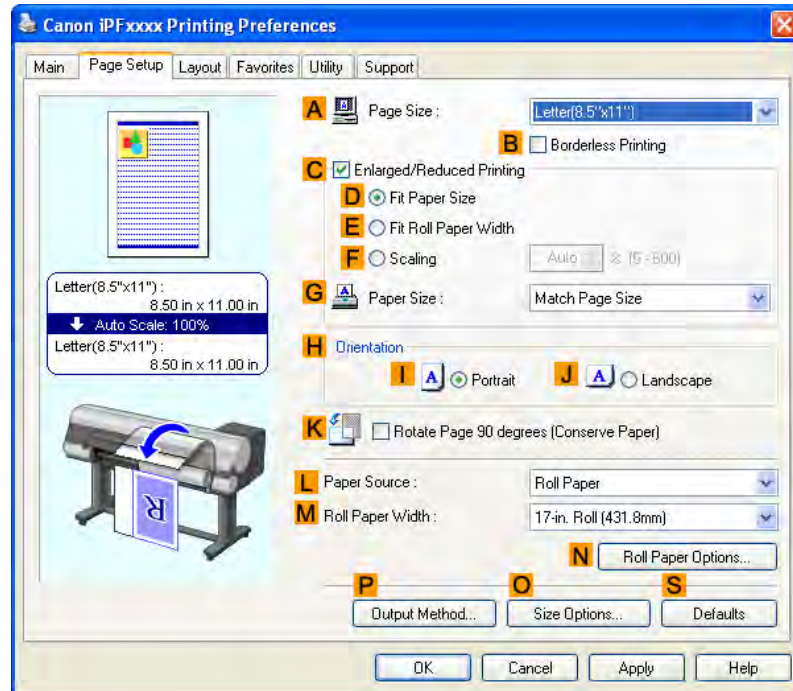 Canon iPFxxxx Printing Preferences
Main Page Setup Layout Favorites Utility Support
A Page Size : Letter(8.5"x11")
B Borderless Printing
C Enlarged/Reduced Printing
D Fit Paper Size
E Fit Roll Paper Width
F Scaling Auto % (5 - 600)
G Paper Size : Match Page Size
Letter(8.5"x11") :
8.50 in x 11.00 in
Auto Scale: 100%
Letter(8.5"x11") :
8.50 in x 11.00 in
H Orientation
I A Portrait J A Landscape
K Rotate Page 90 degrees (Conserve Paper)
L Paper Source : Roll Paper
M Roll Paper Width : 17-in. Roll (431.8mm)
N Roll Paper Options...
P O S
Output Method... Size Options... Defaults
R
OK Cancel Apply Help